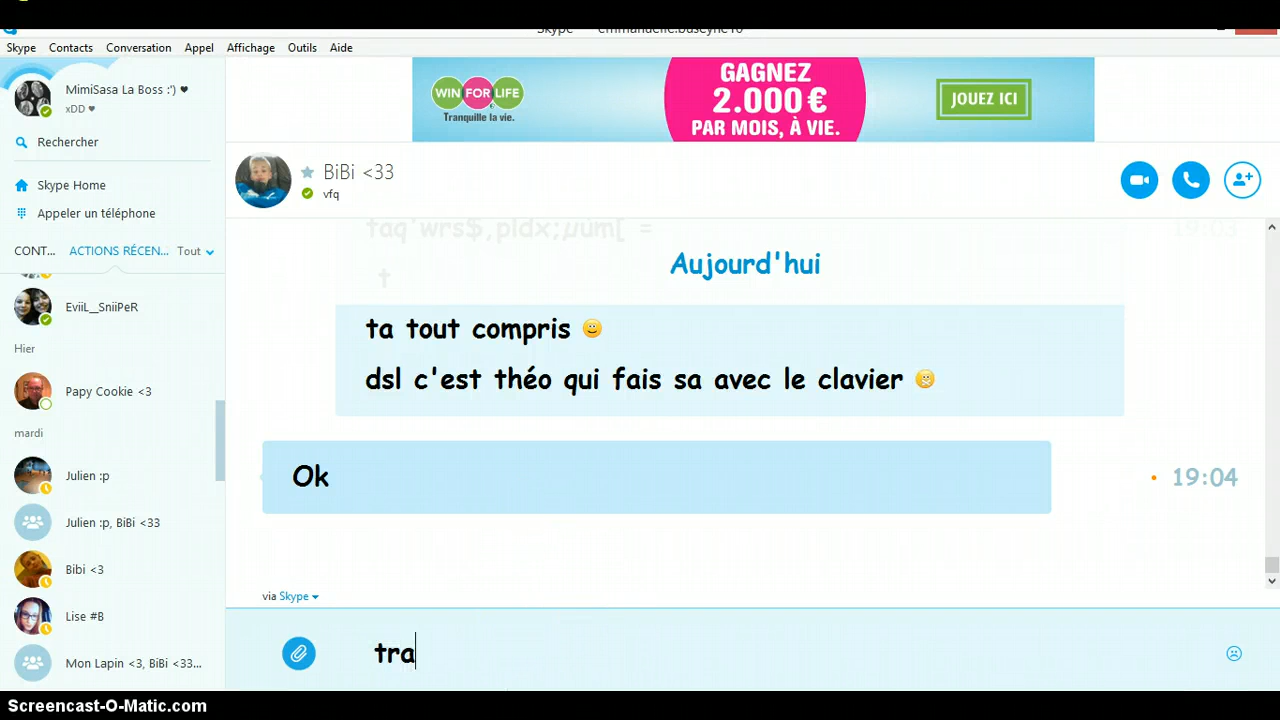 Skype
Skype Contacts Conversation Appel Affichage Outils Aide
MimiSasa La Boss :') ♥
xDD ♥
Rechercher
Skype Home
Appeler un téléphone
CONT... ACTIONS RÉCEN... Tout
EviiL__SniiPeR
Hier
Papy Cookie <3
mardi
Julien :p
Julien :p, BiBi <33
Bibi <3
Lise #B
Mon Lapin <3, BiBi <33...
WIN FOR LIFE
Tranquille la vie.
GAGNEZ
2.000 €
PAR MOIS, À VIE.
JOUEZ ICI
BiBi <33
vfq
19:03
t
Aujourd'hui
ta tout compris
dsl c'est théo qui fais sa avec le clavier
Ok
19:04
via Skype
tra
Screencast-O-Matic.com